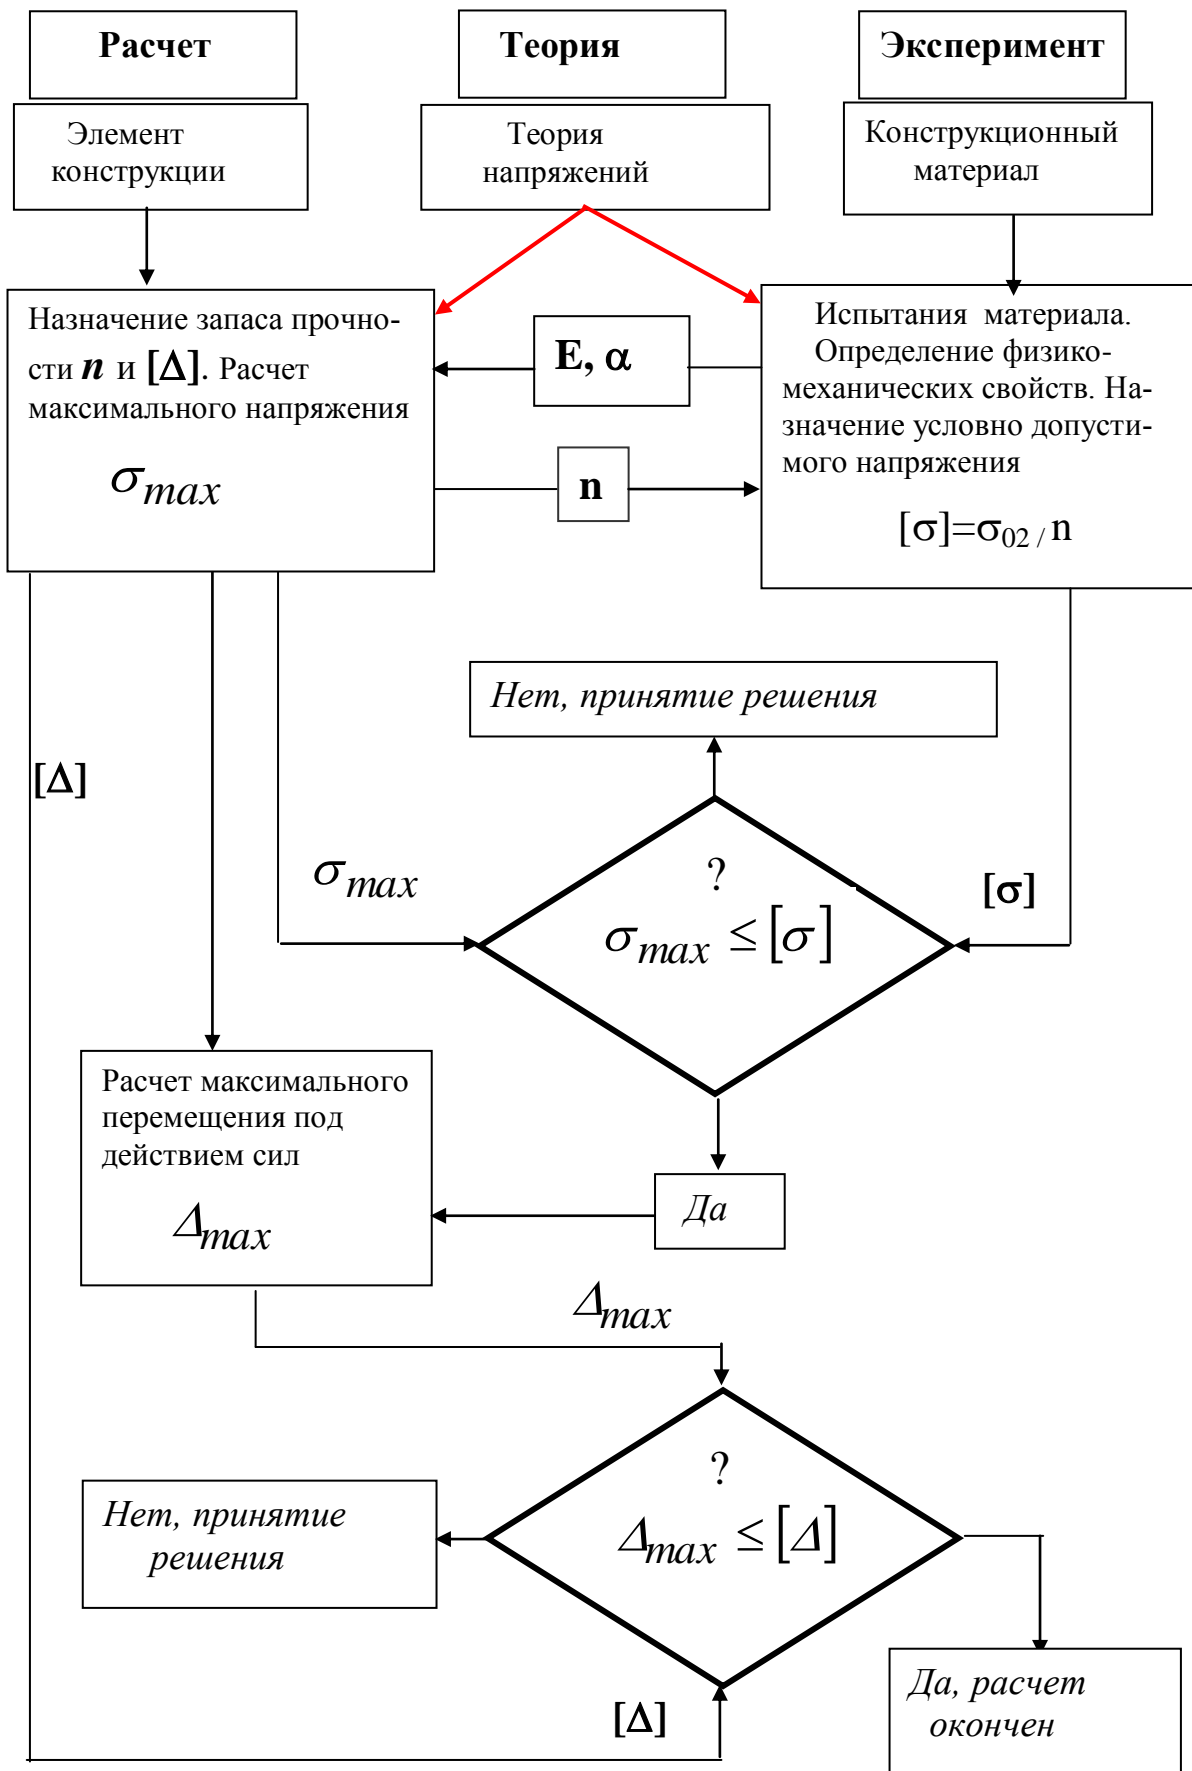 Расчет
Теория
Эксперимент
Элемент
конструкции
Теория
напряжений
Конструкционный
материал
Назначение запаса прочно-
сти n и [Δ]. Расчет
максимального напряжения
σmax
E, α
n
Испытания материала.
Определение физико-
механических свойств. На-
значение условно допусти-
мого напряжения
[σ]=σ02 / n
Нет, принятие решения
[Δ]
σmax
?
σmax ≤ [σ]
[σ]
Расчет максимального
перемещения под
действием сил
Δmax
Да
Δmax
?
Δmax ≤ [Δ]
Нет, принятие
решения
[Δ]
Да, расчет
окончен